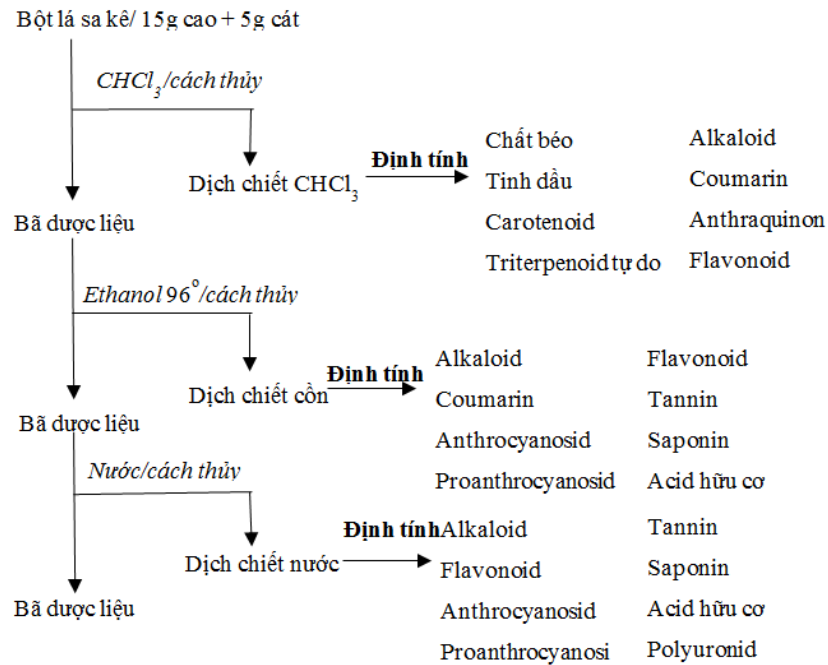 Bột lá sa kê/ 15g cao + 5g cát
CHCl3/cách thủy
Định tính
Dịch chiết CHCl3
Chất béo Alkaloid
Tinh dầu Coumarin
Carotenoid Anthraquinon
Triterpenoid tự do Flavonoid
Bã dược liệu
Ethanol 96o/cách thủy
Định tính
Dịch chiết cồn
Alkaloid Flavonoid
Coumarin Tannin
Anthrocyanosid Saponin
Proanthrocyanosid Acid hữu cơ
Bã dược liệu
Nước/cách thủy
Định tính
Dịch chiết nước
Alkaloid Tannin
Flavonoid Saponin
Anthrocyanosid Acid hữu cơ
Proanthrocyanosi Polyuronid
Bã dược liệu